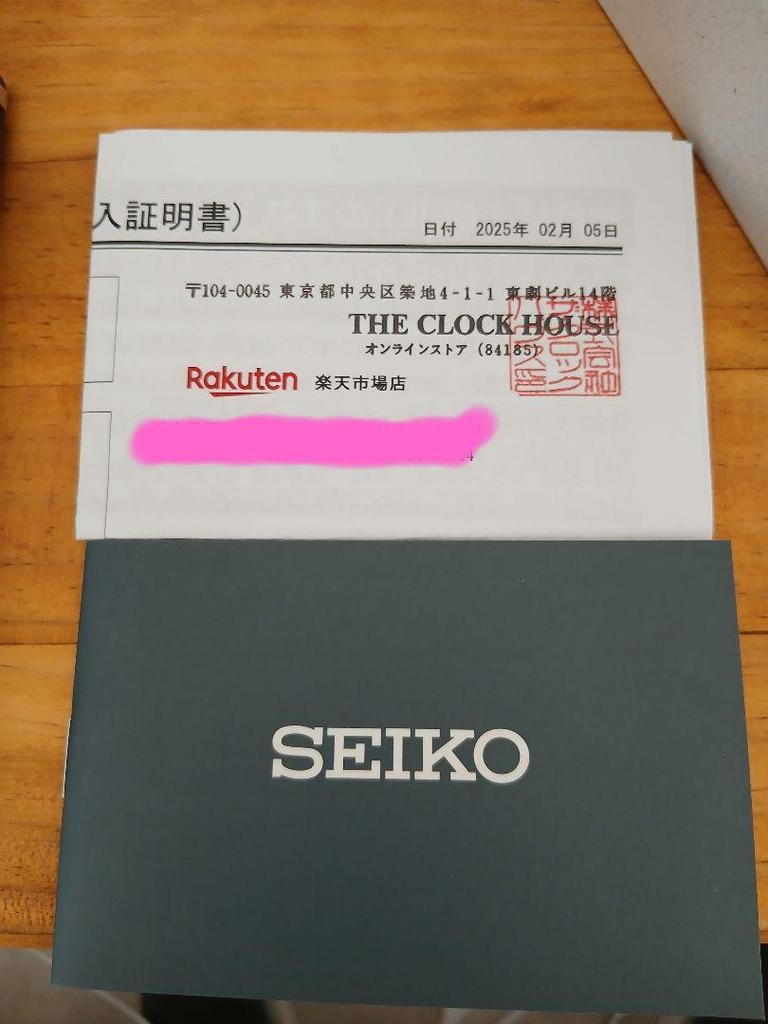 入証明書)
日付 2025年 02月 05日
〒104-0045 東京都中央区築地4-1-1 東劇ビル14階
THE CLOCK HOUSE
オンラインストア (84185)
Rakuten 楽天市場店
4
SEIKO